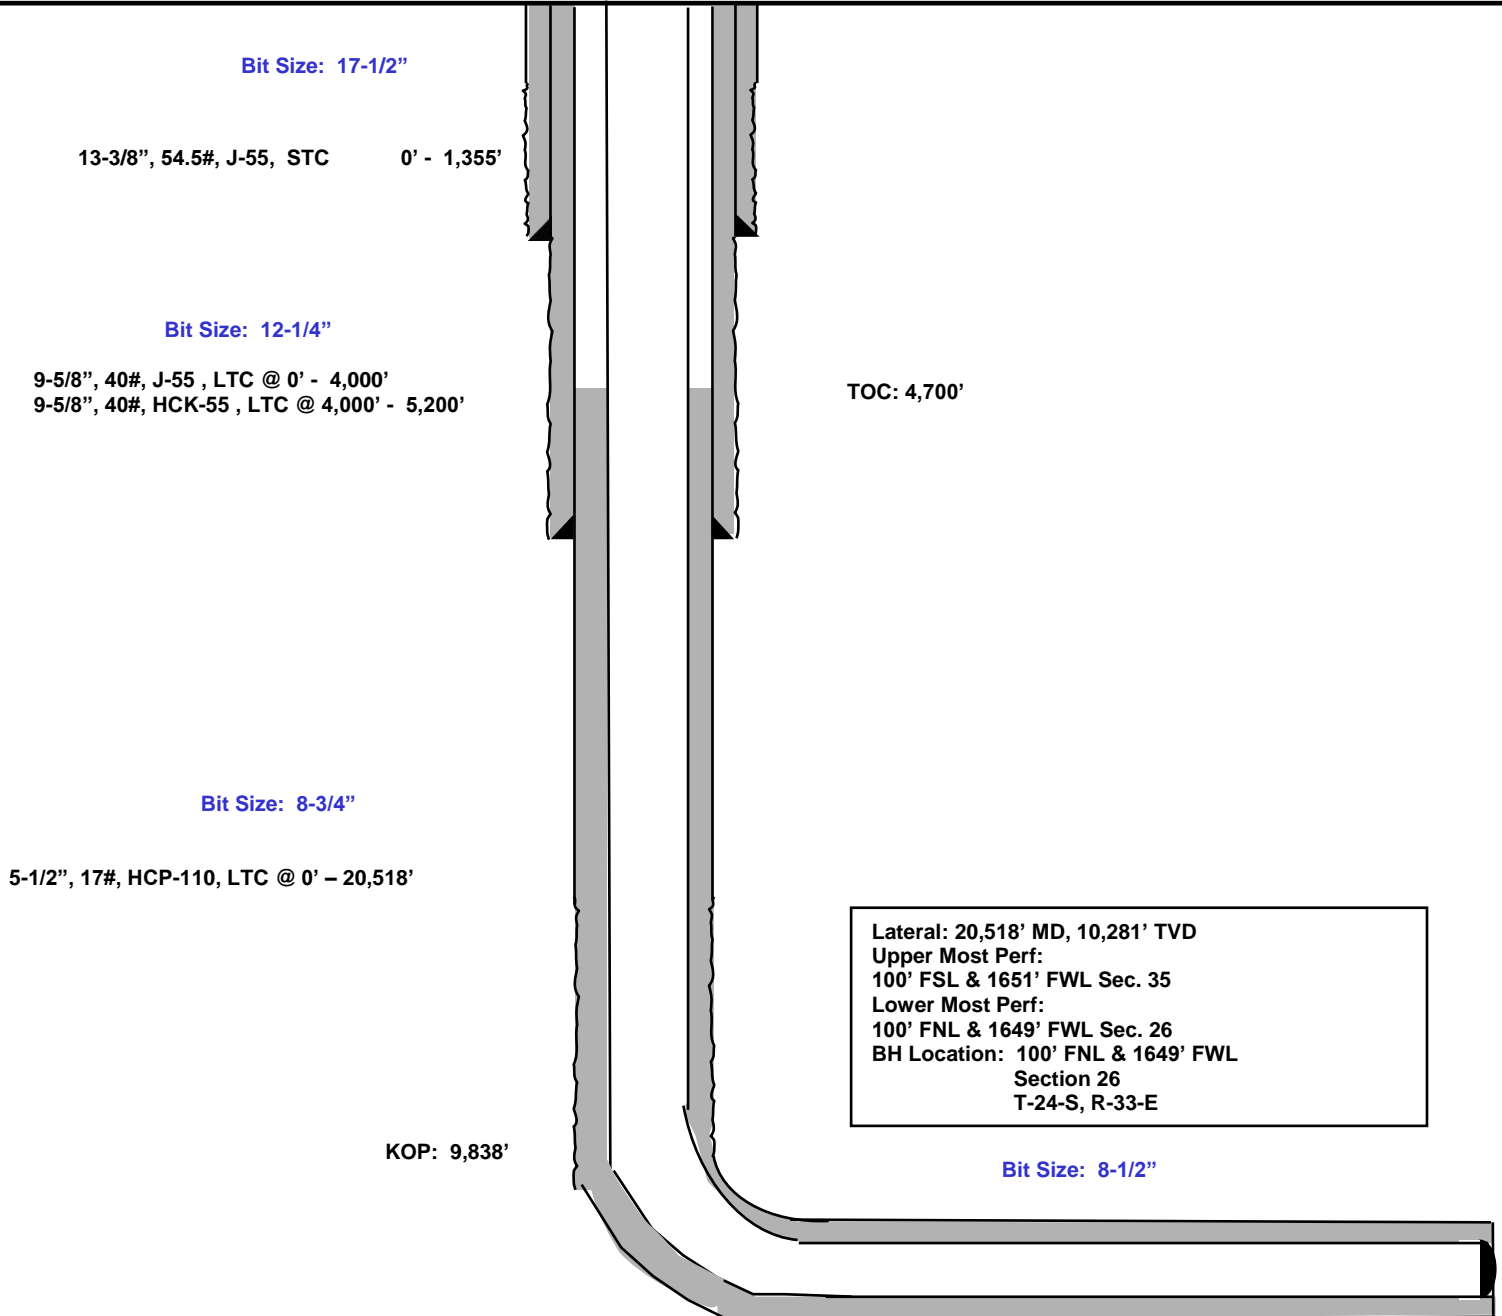 Bit Size: 17-1/2”
13-3/8”, 54.5#, J-55, STC 0’ - 1,355’
Bit Size: 12-1/4”
9-5/8”, 40#, J-55 , LTC @ 0’ - 4,000’
9-5/8”, 40#, HCK-55 , LTC @ 4,000’ - 5,200’
TOC: 4,700’
Bit Size: 8-3/4”
5-1/2”, 17#, HCP-110, LTC @ 0’ – 20,518’
Lateral: 20,518’ MD, 10,281’ TVD
Upper Most Perf:
100’ FSL & 1651’ FWL Sec. 35
Lower Most Perf:
100’ FNL & 1649’ FWL Sec. 26
BH Location: 100’ FNL & 1649’ FWL
Section 26
T-24-S, R-33-E
KOP: 9,838’
Bit Size: 8-1/2”